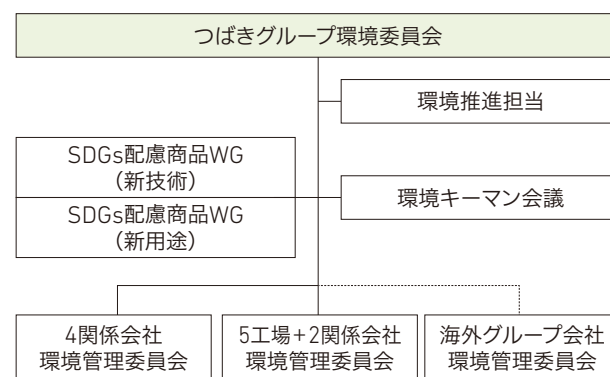 つばきグループ環境委員会
環境推進担当
SDGs配慮商品WG
（新技術）
SDGs配慮商品WG
（新用途）
環境キーマン会議
4関係会社
環境管理委員会
5工場+2関係会社
環境管理委員会
海外グループ会社
環境管理委員会